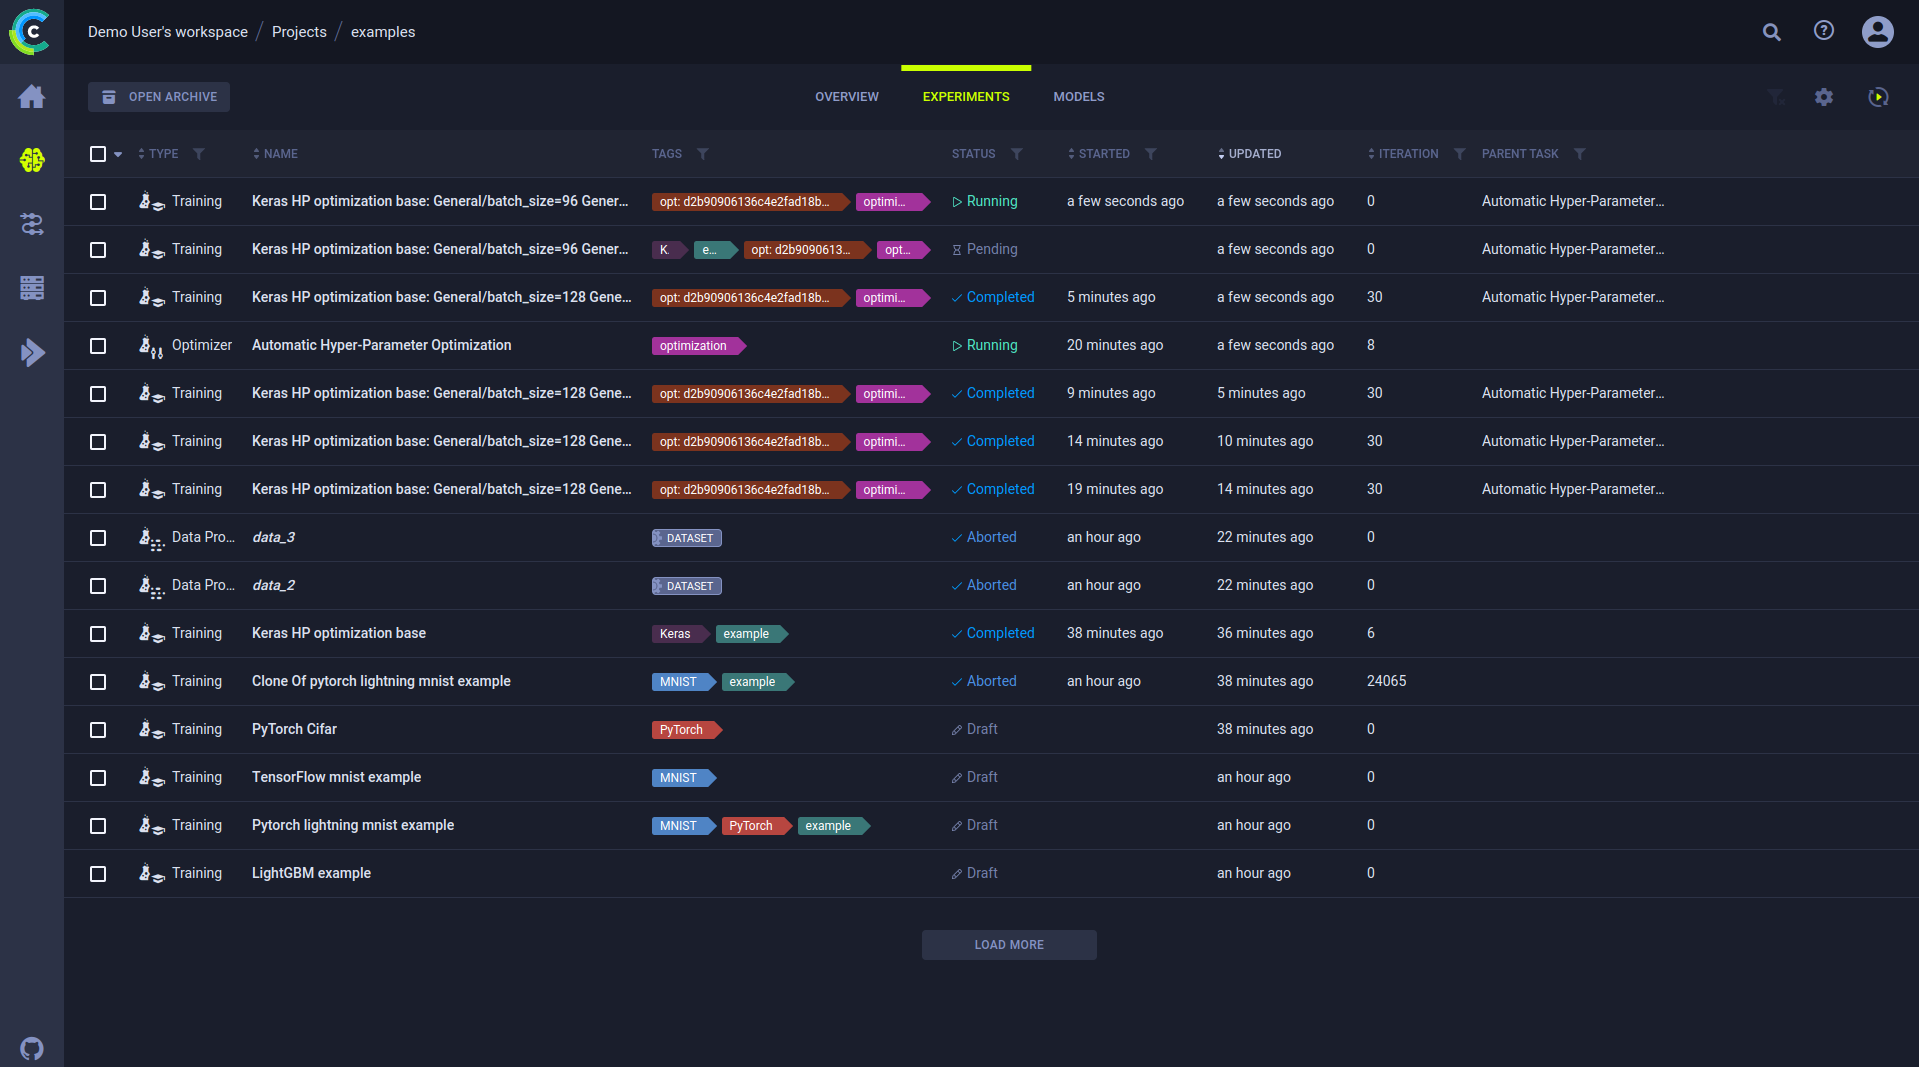 Demo User's workspace / Projects / examples
OPEN ARCHIVE
OVERVIEW EXPERIMENTS MODELS
TYPE NAME TAGS STATUS STARTED UPDATED ITERATION PARENT TASK
Training Keras HP optimization base: General/batch_size=96 Gener... opt: d2b90906136c4e2fad18b... optimi... Running a few seconds ago a few seconds ago 0 Automatic Hyper-Parameter...
Training Keras HP optimization base: General/batch_size=96 Gener... K. e... opt: d2b9090613... opt... Pending a few seconds ago 0 Automatic Hyper-Parameter...
Training Keras HP optimization base: General/batch_size=128 Gene... opt: d2b90906136c4e2fad18b... optimi... Completed 5 minutes ago a few seconds ago 30 Automatic Hyper-Parameter...
Optimizer Automatic Hyper-Parameter Optimization optimization Running 20 minutes ago a few seconds ago 8
Training Keras HP optimization base: General/batch_size=128 Gene... opt: d2b90906136c4e2fad18b... optimi... Completed 9 minutes ago 5 minutes ago 30 Automatic Hyper-Parameter...
Training Keras HP optimization base: General/batch_size=128 Gene... opt: d2b90906136c4e2fad18b... optimi... Completed 14 minutes ago 10 minutes ago 30 Automatic Hyper-Parameter...
Training Keras HP optimization base: General/batch_size=128 Gene... opt: d2b90906136c4e2fad18b... optimi... Completed 19 minutes ago 14 minutes ago 30 Automatic Hyper-Parameter...
Data Pro... data_3 DATASET Aborted an hour ago 22 minutes ago 0
Data Pro... data_2 DATASET Aborted an hour ago 22 minutes ago 0
Training Keras HP optimization base Keras example Completed 38 minutes ago 36 minutes ago 6
Training Clone Of pytorch lightning mnist example MNIST example Aborted an hour ago 38 minutes ago 24065
Training PyTorch Cifar PyTorch Draft 38 minutes ago 0
Training TensorFlow mnist example MNIST Draft an hour ago 0
Training Pytorch lightning mnist example MNIST PyTorch example Draft an hour ago 0
Training LightGBM example Draft an hour ago 0
LOAD MORE